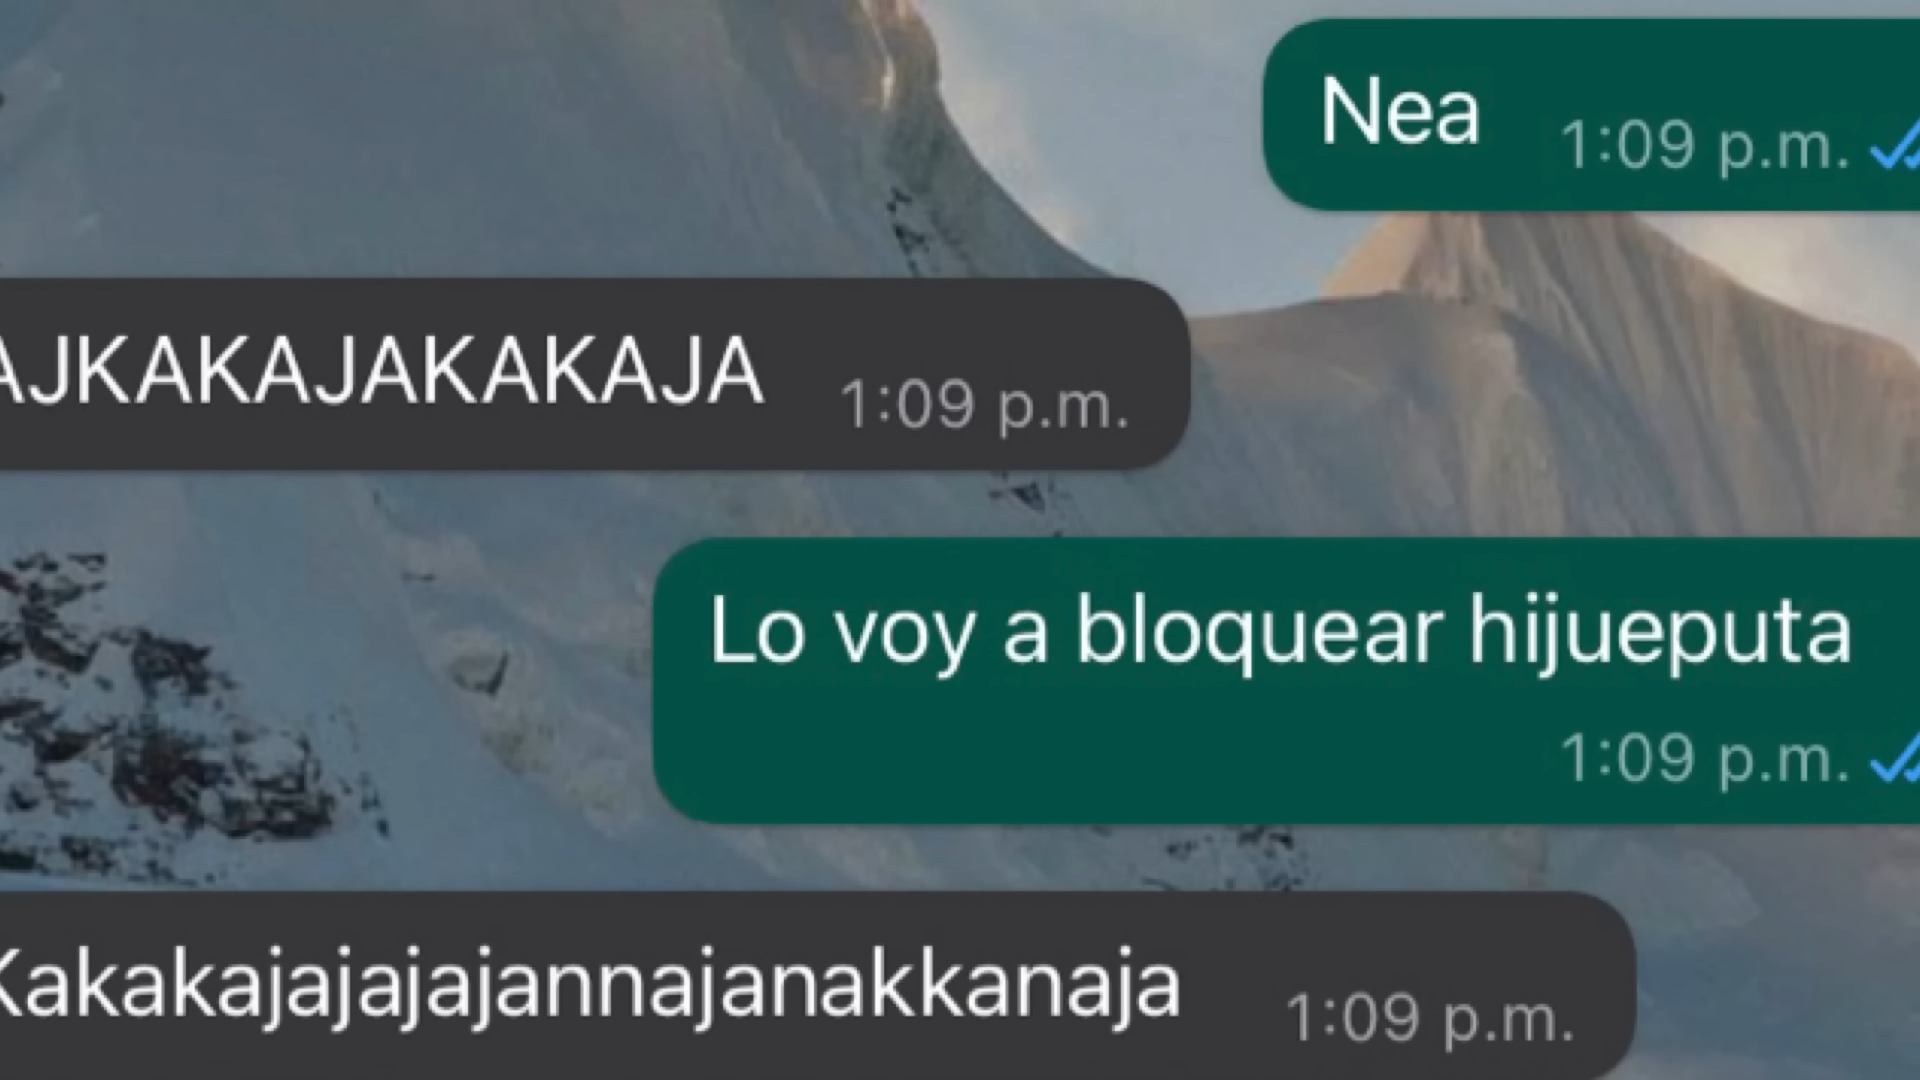 Nea
1:09 p.m.
AJKAKAJAKAKAJA
1:09 p.m.
Lo voy a bloquear hijueputa
1:09 p.m.
Kakakajajajajannajanakkanaja
1:09 p.m.